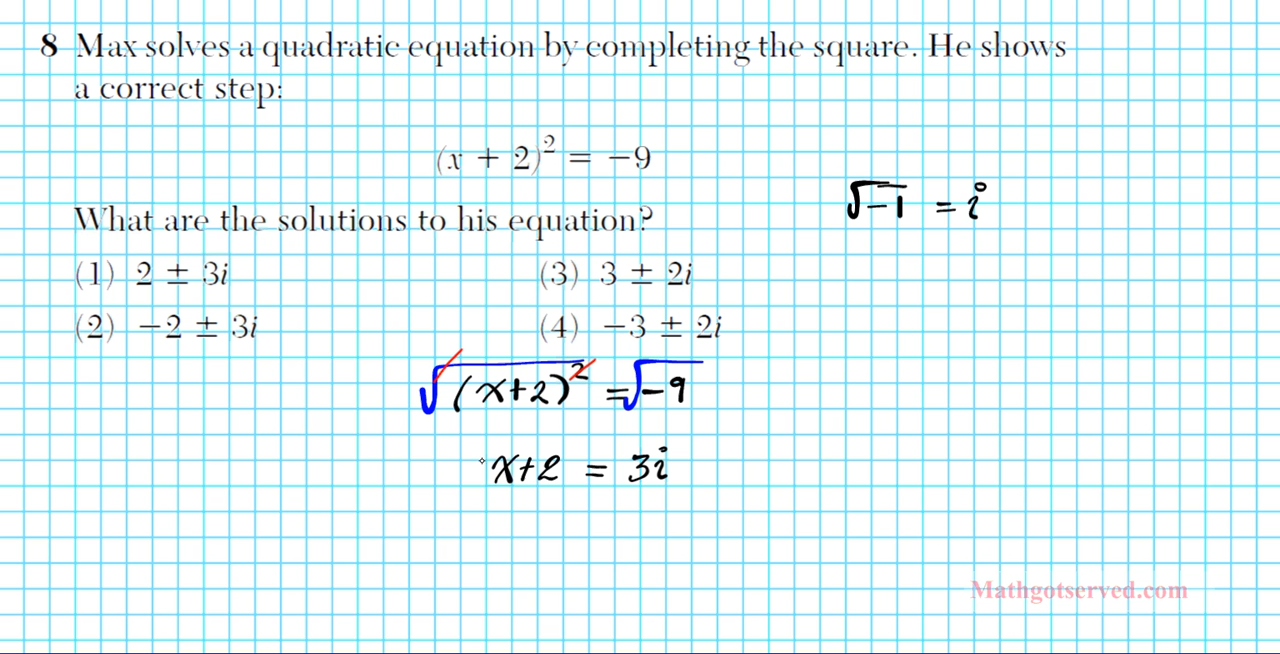 8 Max solves a quadratic equation by completing the square. He shows
a correct step:
(x + 2)² = −9
√−1 = i
What are the solutions to his equation?
(1) 2 ± 3i (3) 3 ± 2i
(2) −2 ± 3i (4) −3 ± 2i
√(x+2)² = √−9
x+2 = 3i
Mathgotserved.com